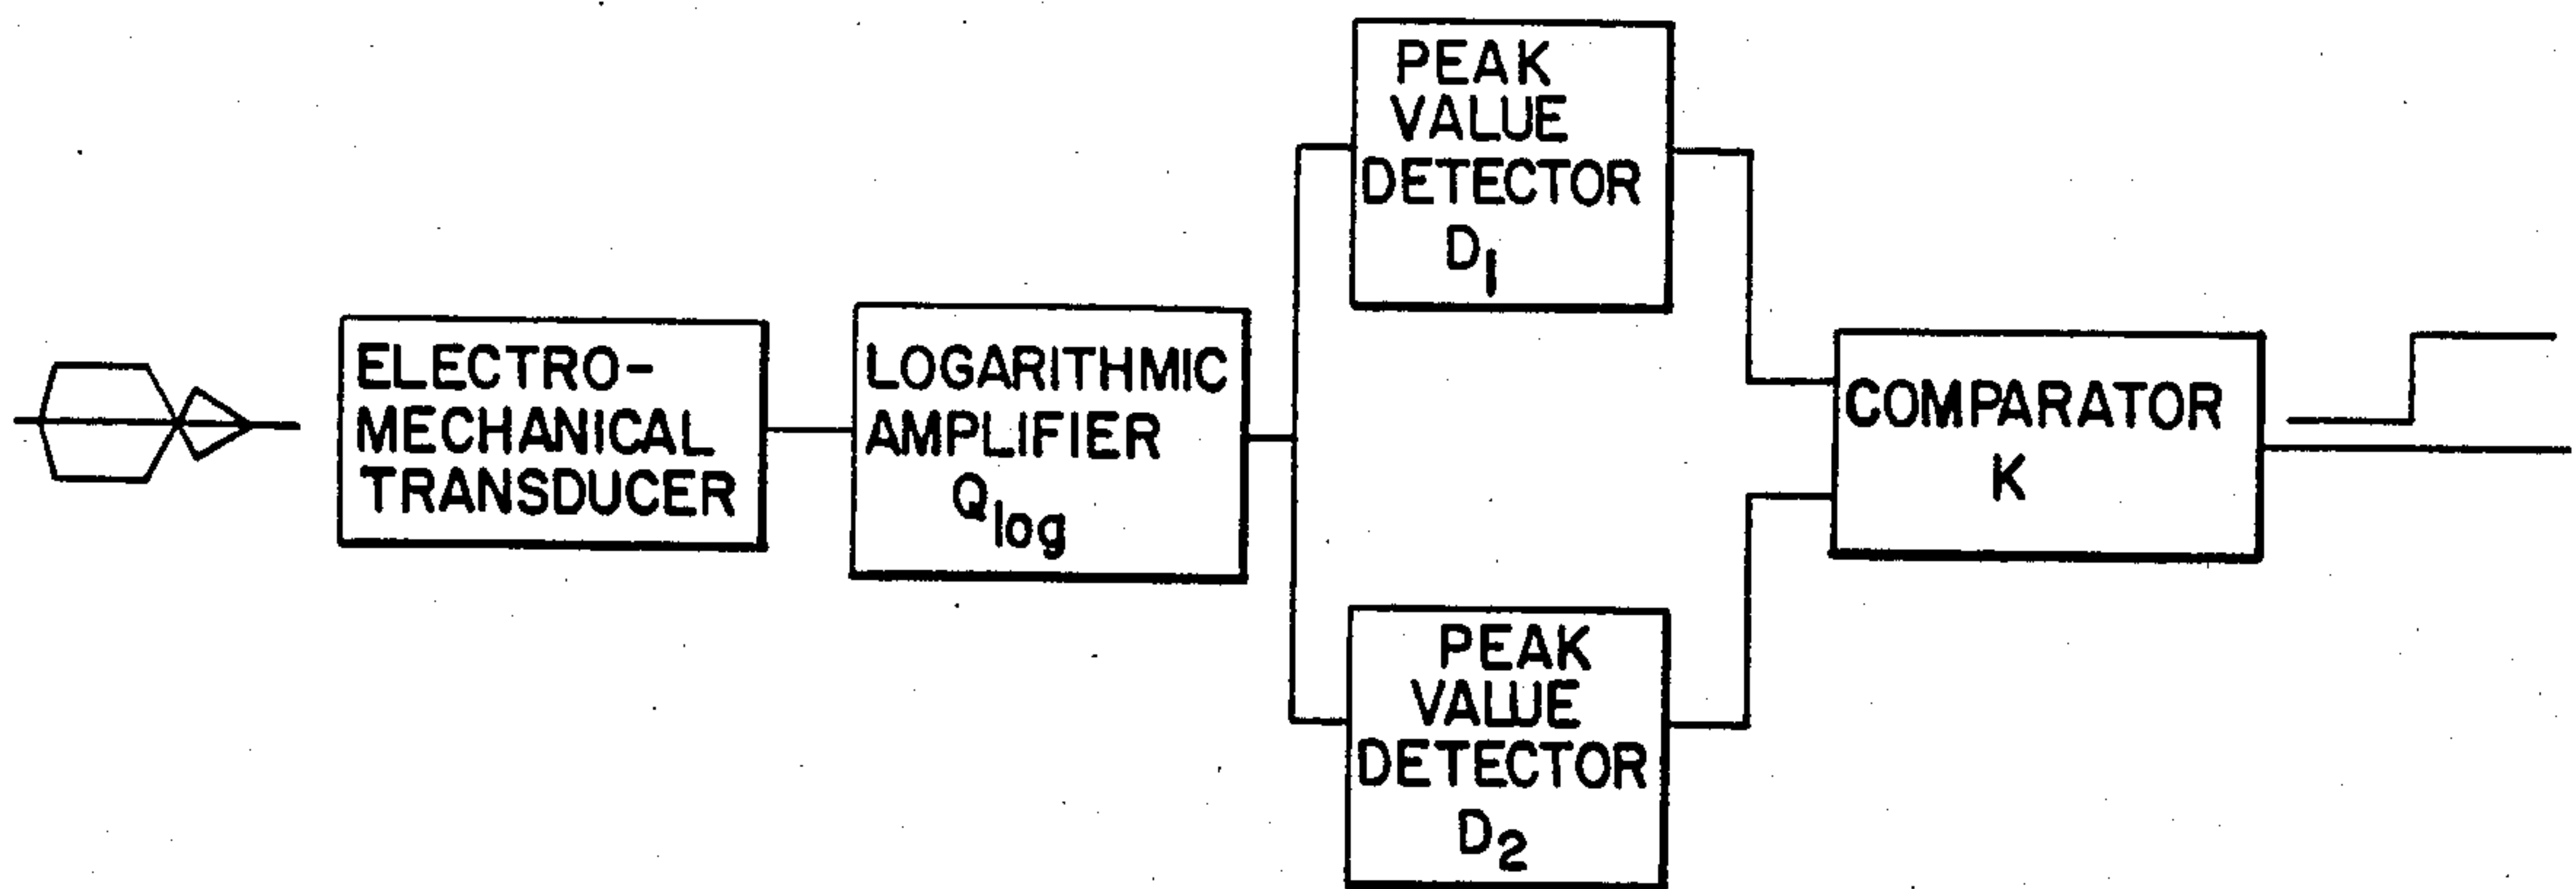 PEAK
VALUE
DETECTOR
D1
ELECTRO-
MECHANICAL
TRANSDUCER
LOGARITHMIC
AMPLIFIER
Qlog
COMPARATOR
K
PEAK
VALUE
DETECTOR
D2